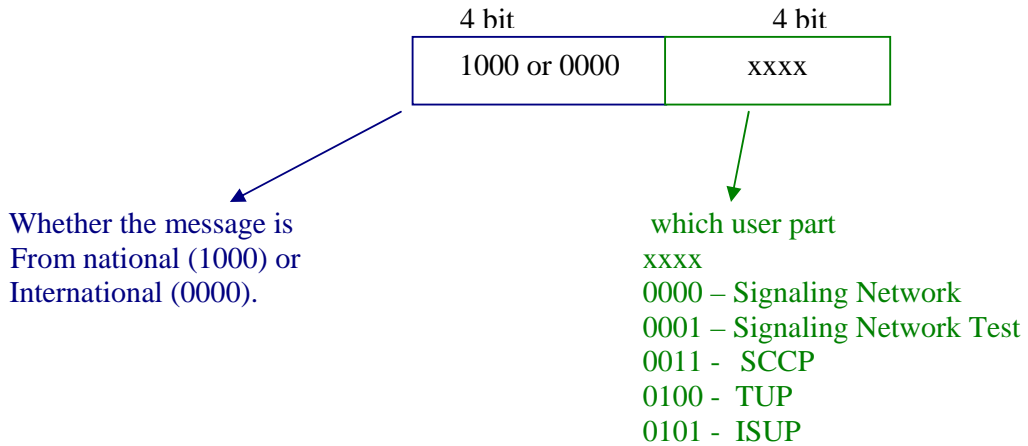 4 bit 4 bit
1000 or 0000 xxxx
Whether the message is
From national (1000) or
International (0000).
which user part
xxxx
0000 – Signaling Network
0001 – Signaling Network Test
0011 - SCCP
0100 - TUP
0101 - ISUP